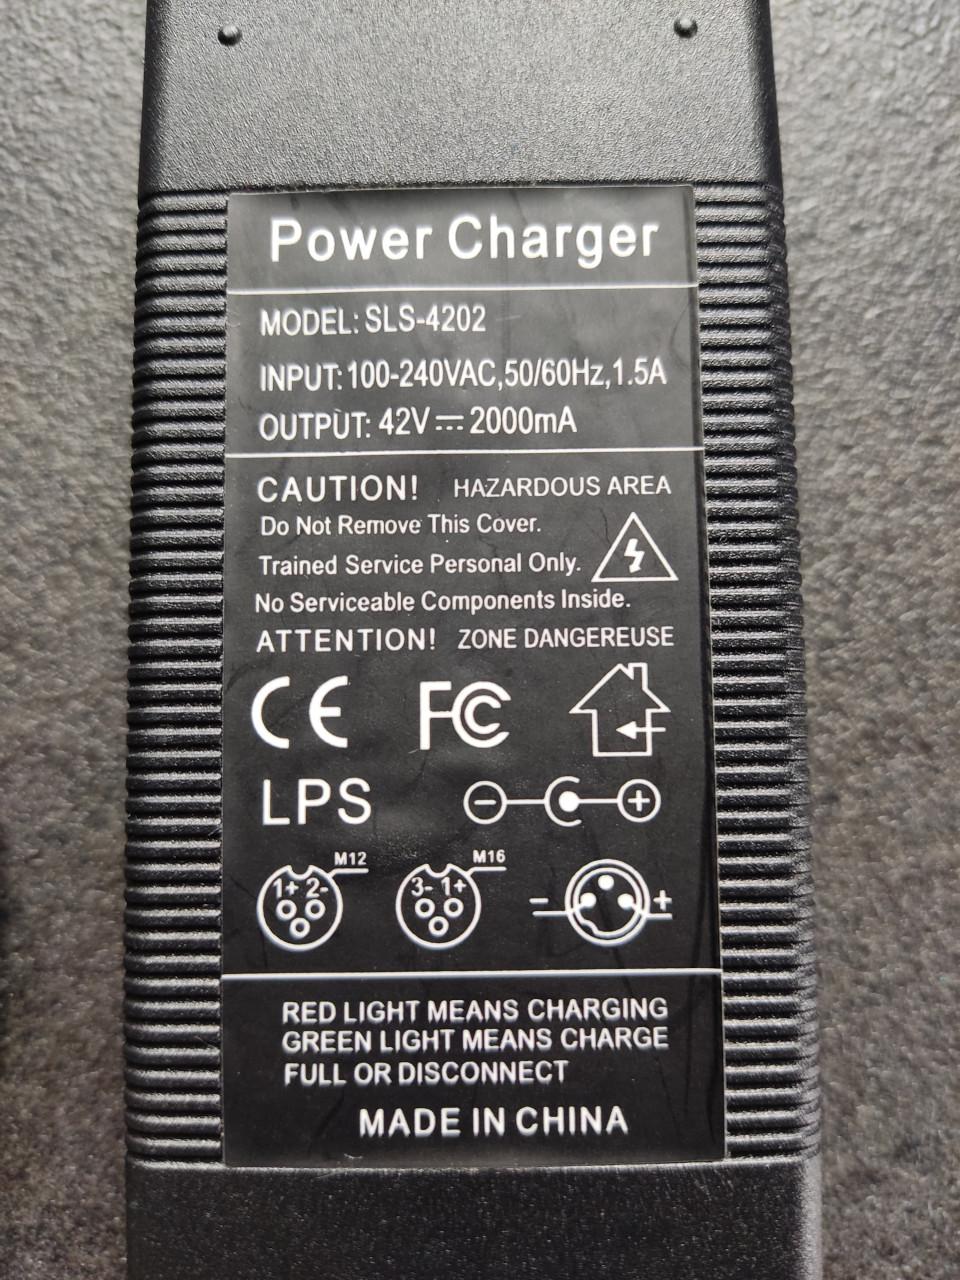 Power Charger
MODEL: SLS-4202
INPUT: 100-240VAC,50/60Hz,1.5A
OUTPUT: 42V⎓2000mA
CAUTION! HAZARDOUS AREA
Do Not Remove This Cover.
Trained Service Personal Only.
No Serviceable Components Inside.
ATTENTION! ZONE DANGEREUSE
CE FC
LPS - +
M12 M16
1+ 2- 3- 1+
- +
RED LIGHT MEANS CHARGING
GREEN LIGHT MEANS CHARGE
FULL OR DISCONNECT
MADE IN CHINA